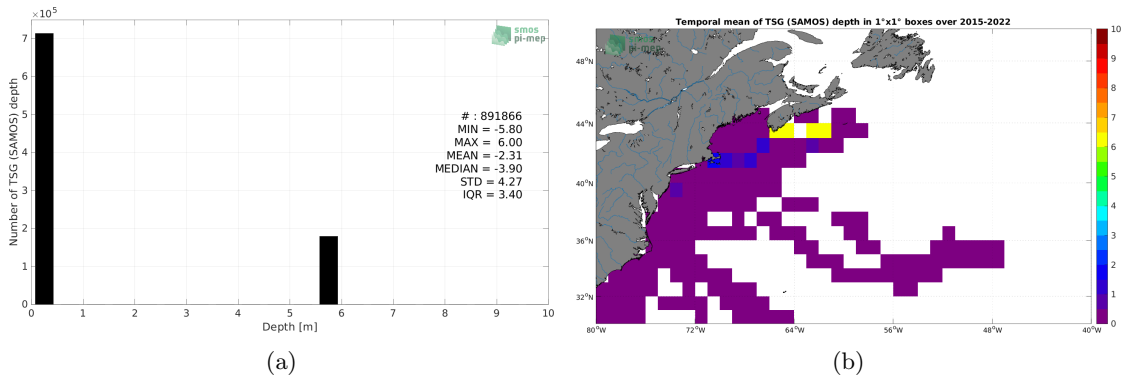 ×10⁵
7
6
5
4
3
2
1
0
Number of TSG (SAMOS) depth
smos
pi-mep
# : 891866
MIN = -5.80
MAX = 6.00
MEAN = -2.31
MEDIAN = -3.90
STD = 4.27
IQR = 3.40
0 1 2 3 4 5 6 7 8 9 10
Depth [m]
(a)
Temporal mean of TSG (SAMOS) depth in 1°x1° boxes over 2015-2022
smos
pi-mep
48°N
44°N
40°N
36°N
32°N
80°W 72°W 64°W 56°W 48°W 40°W
10
9
8
7
6
5
4
3
2
1
0
(b)